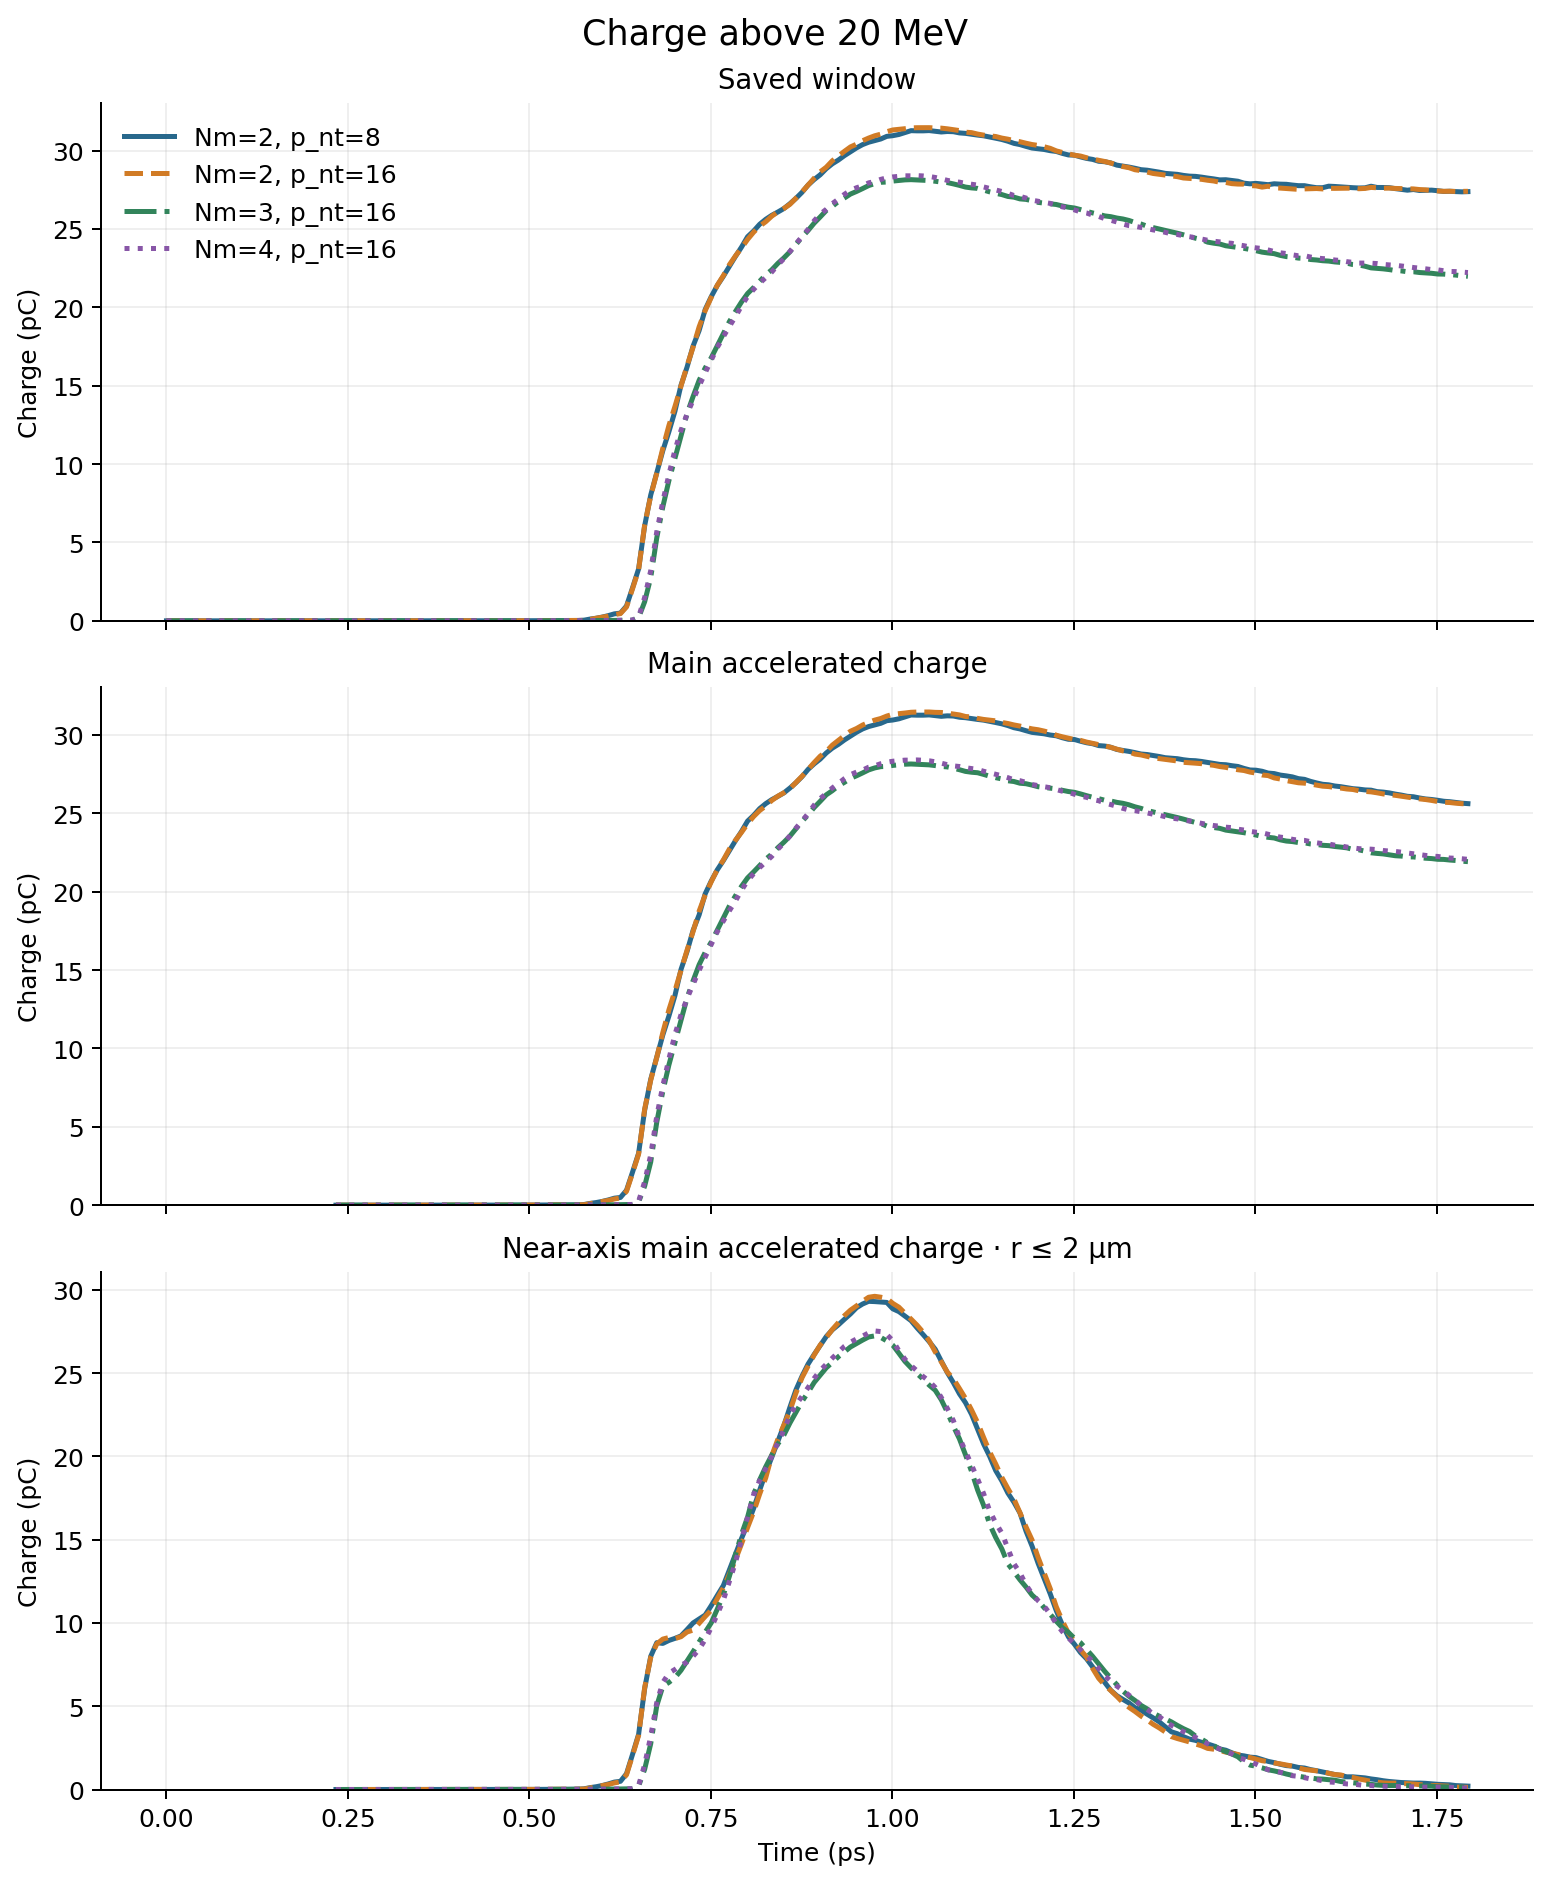 Charge above 20 MeV
Saved window
Nm=2, p_nt=8
Nm=2, p_nt=16
Nm=3, p_nt=16
Nm=4, p_nt=16
Charge (pC)
30
25
20
15
10
5
0
Main accelerated charge
Charge (pC)
30
25
20
15
10
5
0
Near-axis main accelerated charge · r ≤ 2 µm
Charge (pC)
30
25
20
15
10
5
0
0.00 0.25 0.50 0.75 1.00 1.25 1.50 1.75
Time (ps)